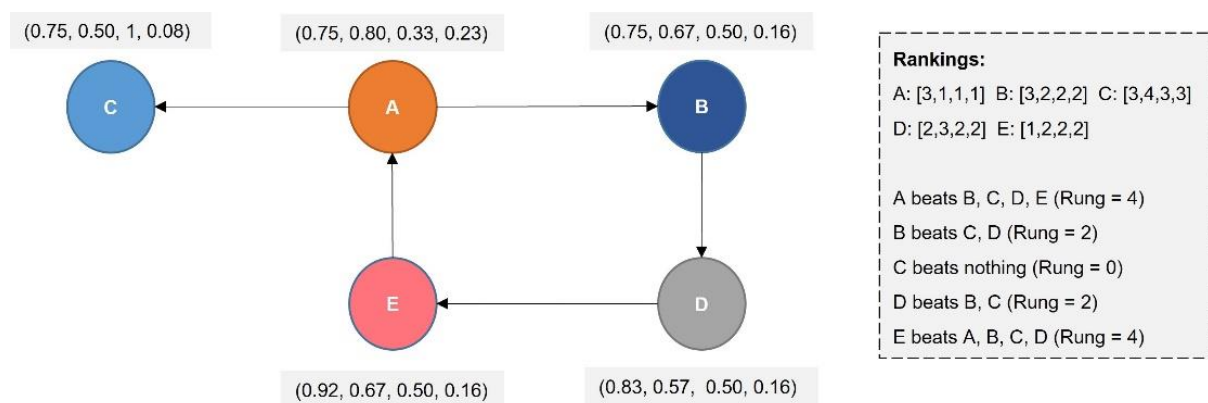 (0.75, 0.50, 1, 0.08)
(0.75, 0.80, 0.33, 0.23)
(0.75, 0.67, 0.50, 0.16)
C
A
B
E
D
(0.92, 0.67, 0.50, 0.16)
(0.83, 0.57, 0.50, 0.16)
Rankings:
A: [3,1,1,1] B: [3,2,2,2] C: [3,4,3,3]
D: [2,3,2,2] E: [1,2,2,2]
A beats B, C, D, E (Rung = 4)
B beats C, D (Rung = 2)
C beats nothing (Rung = 0)
D beats B, C (Rung = 2)
E beats A, B, C, D (Rung = 4)